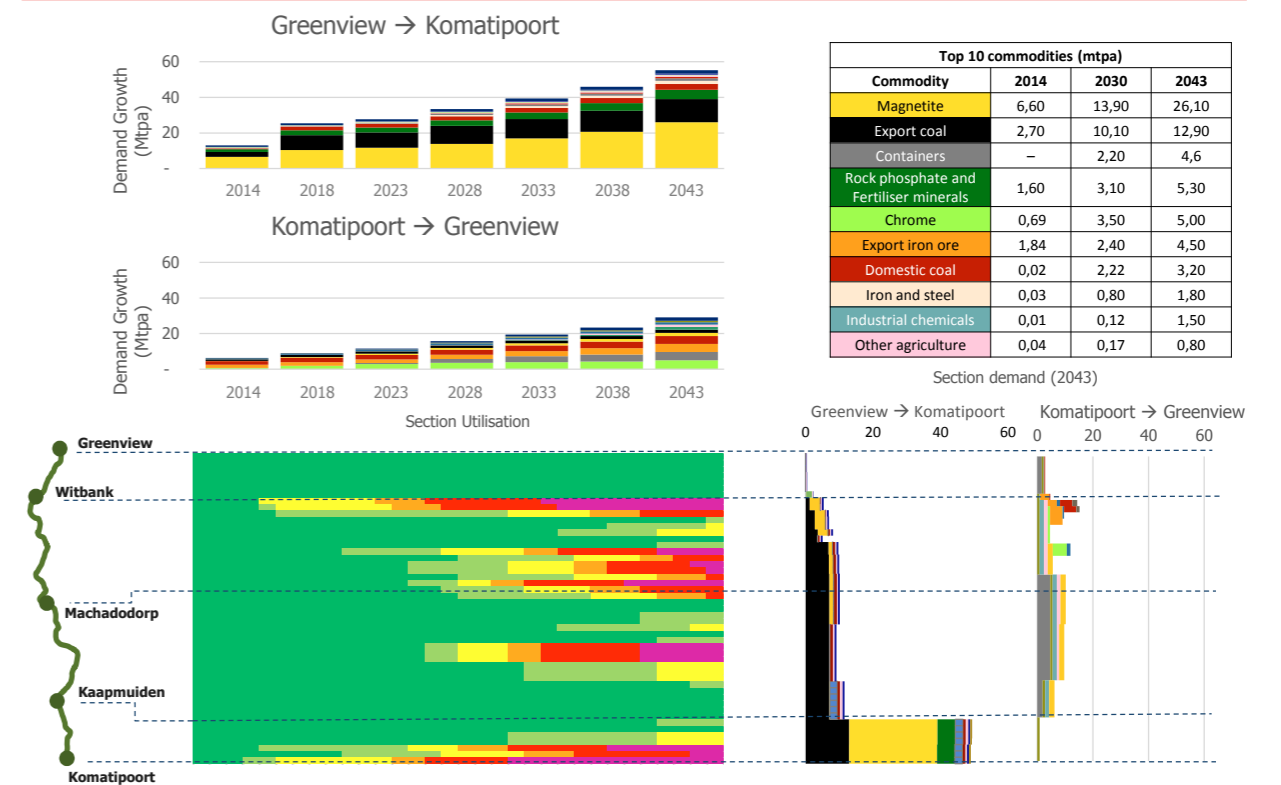 Greenview → Komatipoort
Demand Growth
(Mtpa)
60
40
20
-
2014 2018 2023 2028 2033 2038 2043
Komatipoort → Greenview
Demand Growth
(Mtpa)
60
40
20
-
2014 2018 2023 2028 2033 2038 2043
Top 10 commodities (mtpa)
Commodity 2014 2030 2043
Magnetite 6,60 13,90 26,10
Export coal 2,70 10,10 12,90
Containers – 2,20 4,6
Rock phosphate and
Fertiliser minerals 1,60 3,10 5,30
Chrome 0,69 3,50 5,00
Export iron ore 1,84 2,40 4,50
Domestic coal 0,02 2,22 3,20
Iron and steel 0,03 0,80 1,80
Industrial chemicals 0,01 0,12 1,50
Other agriculture 0,04 0,17 0,80
Section Utilisation
Greenview
Witbank
Machadodorp
Kaapmuiden
Komatipoort
Section demand (2043)
Greenview → Komatipoort
0 20 40 60
Komatipoort → Greenview
0 20 40 60